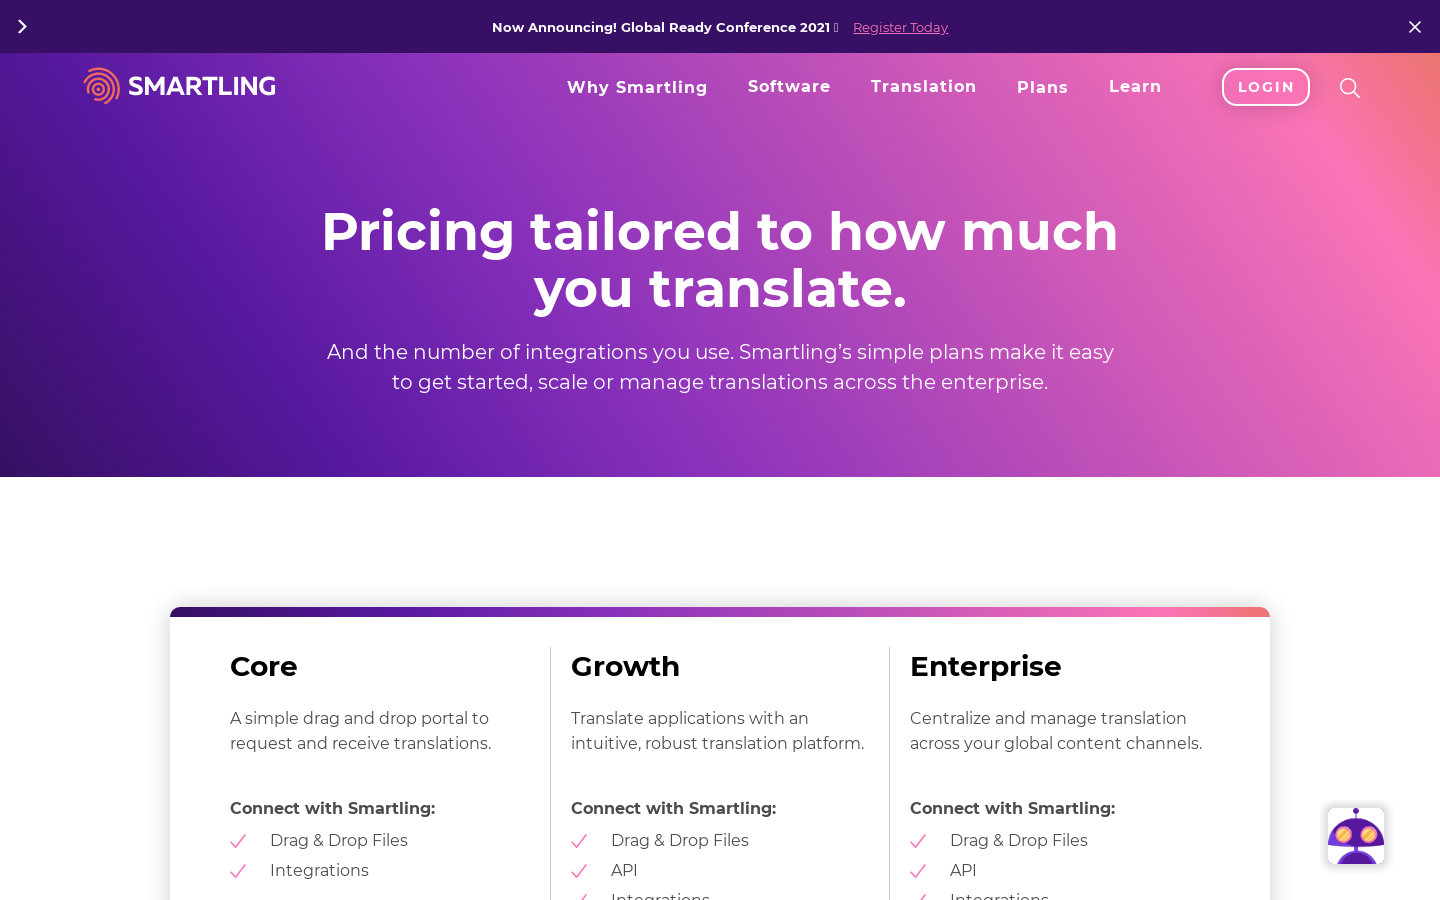 Now Announcing! Global Ready Conference 2021
Register Today
SMARTLING
Why Smartling
Software
Translation
Plans
Learn
LOGIN
Pricing tailored to how much
you translate.
And the number of integrations you use. Smartling’s simple plans make it easy
to get started, scale or manage translations across the enterprise.
Core
A simple drag and drop portal to
request and receive translations.
Connect with Smartling:
Drag & Drop Files
Integrations
Growth
Translate applications with an
intuitive, robust translation platform.
Connect with Smartling:
Drag & Drop Files
API
Integrations
Enterprise
Centralize and manage translation
across your global content channels.
Connect with Smartling:
Drag & Drop Files
API
Integrations